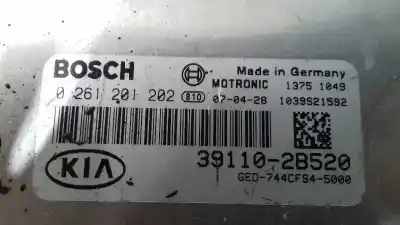 BOSCH
Made in Germany
MOTRONIC 1375 1049
0 261 201 202 810 07-04-28 1039S21592
KIA
39110-2B520
GED-744CFS4-5000